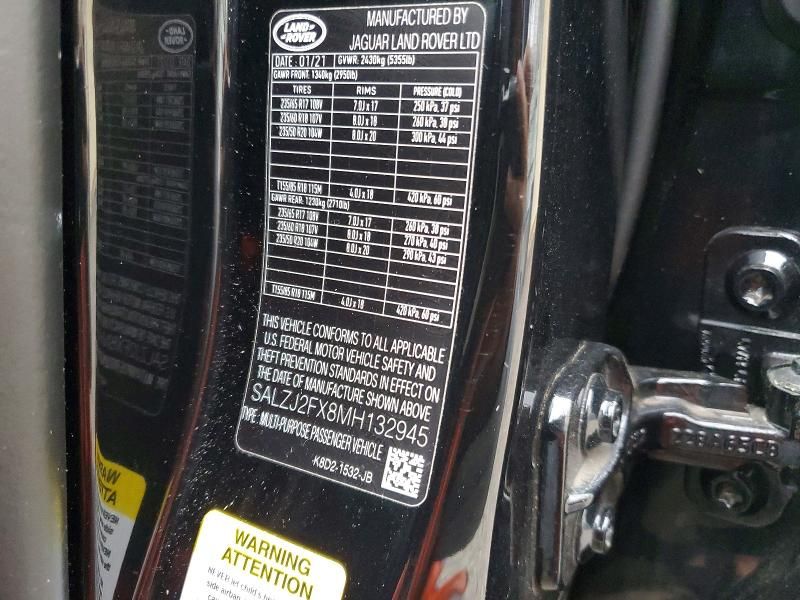 LAND ROVER
MANUFACTURED BY
JAGUAR LAND ROVER LTD
DATE : 01/21 GVWR: 2430kg (5355lb)
GAWR FRONT: 1340kg (2950lb)
TIRES RIMS PRESSURE (COLD)
235/65 R17 108V 7.0J x 17 250 kPa, 37 psi
235/60 R18 107V 8.0J x 18 260 kPa, 38 psi
235/50 R20 104W 8.0J x 20 300 kPa, 44 psi
T155/85 R18 115M 4.0J x 18 420 kPa, 60 psi
GAWR REAR: 1230kg (2710lb)
235/65 R17 108V 7.0J x 17 260 kPa, 38 psi
235/60 R18 107V 8.0J x 18 270 kPa, 40 psi
235/50 R20 104W 8.0J x 20 290 kPa, 43 psi
T155/85 R18 115M 4.0J x 18 420 kPa, 60 psi
THIS VEHICLE CONFORMS TO ALL APPLICABLE
U.S. FEDERAL MOTOR VEHICLE SAFETY AND
THEFT PREVENTION STANDARDS IN EFFECT ON
THE DATE OF MANUFACTURE SHOWN ABOVE
SALZJ2FX8MH132945
TYPE : MULTI-PURPOSE PASSENGER VEHICLE
K8D2-1532-JB
WARNING
ATTENTION
NEVER let child's
side airbag